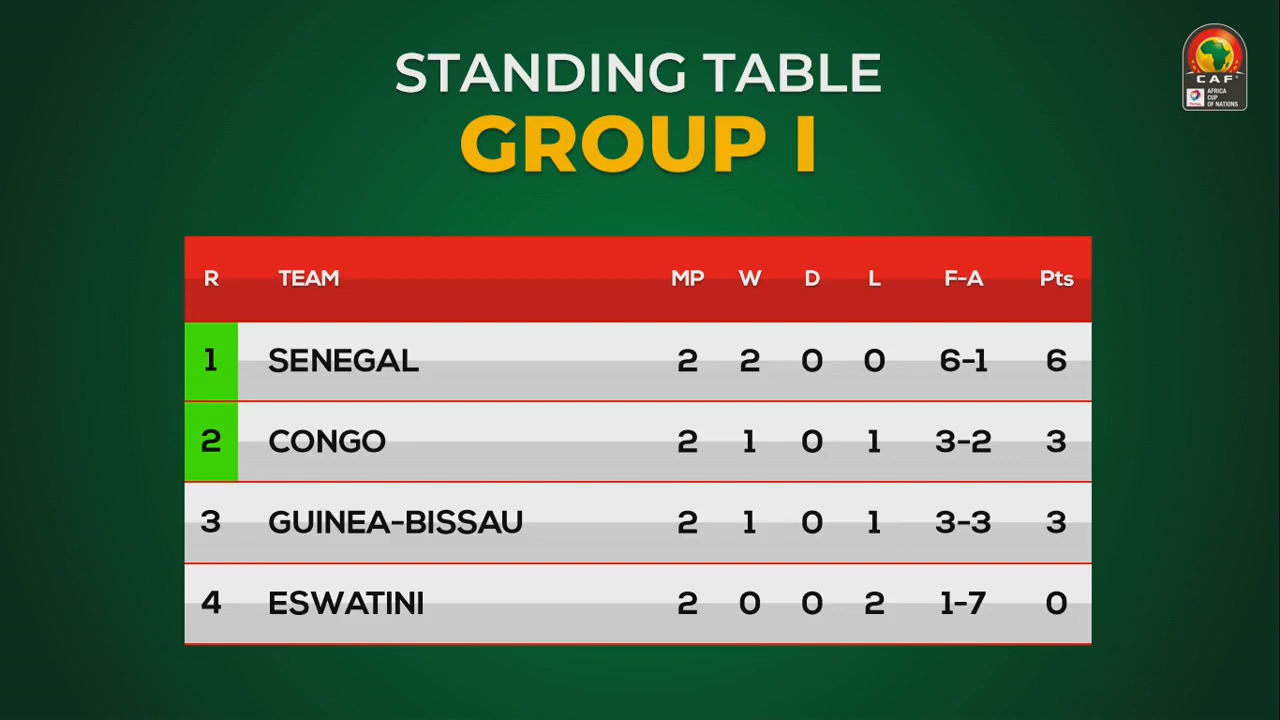 STANDING TABLE
GROUP I
CAF
TOTAL
AFRICA
CUP
OF NATIONS
R TEAM MP W D L F-A Pts
1 SENEGAL 2 2 0 0 6-1 6
2 CONGO 2 1 0 1 3-2 3
3 GUINEA-BISSAU 2 1 0 1 3-3 3
4 ESWATINI 2 0 0 2 1-7 0